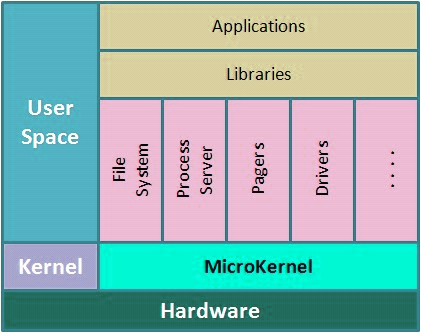 Applications
Libraries
User
Space
File
System
Process
Server
Pagers
Drivers
. . . .
Kernel
MicroKernel
Hardware